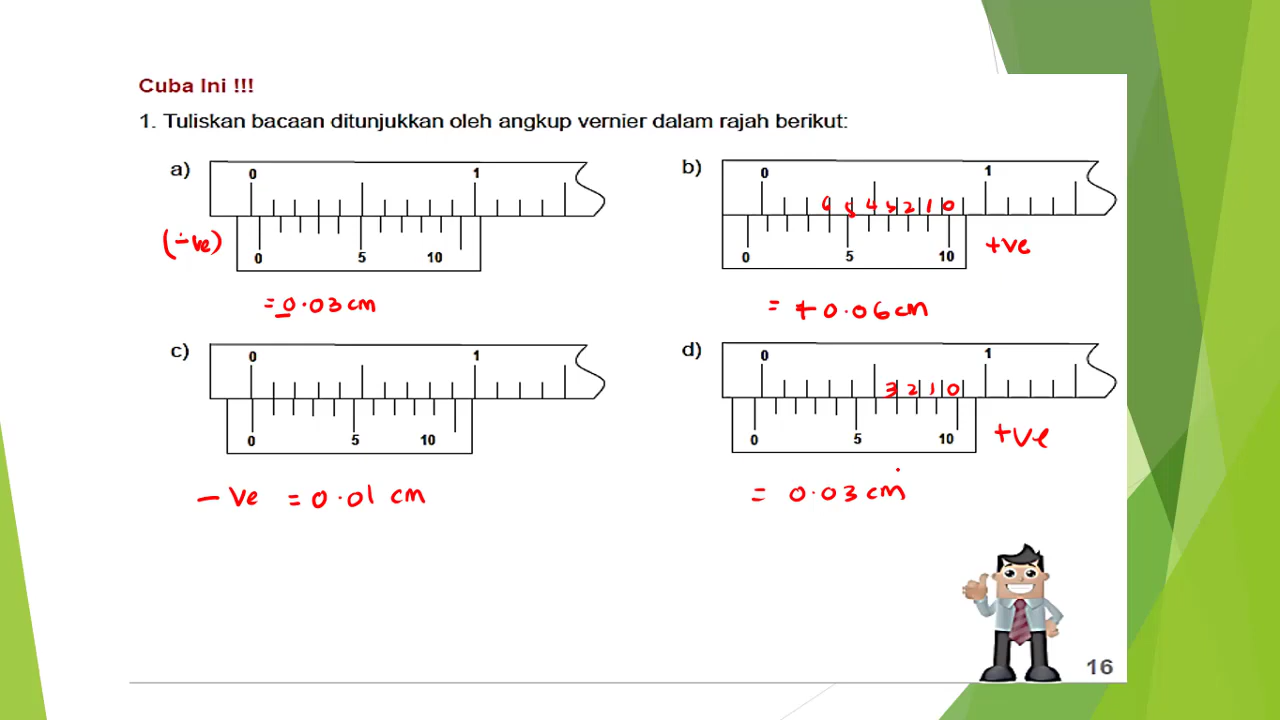 Cuba Ini !!!
1. Tuliskan bacaan ditunjukkan oleh angkup vernier dalam rajah berikut:
a)
0 1
0 5 10
(-ve)
= 0.03 cm
b)
0 1
6 5 4 3 2 1 0
0 5 10
+ve
= +0.06 cm
c)
0 1
0 5 10
- ve = 0.01 cm
d)
0 1
3 2 1 0
0 5 10
+ve
= 0.03 cm
16